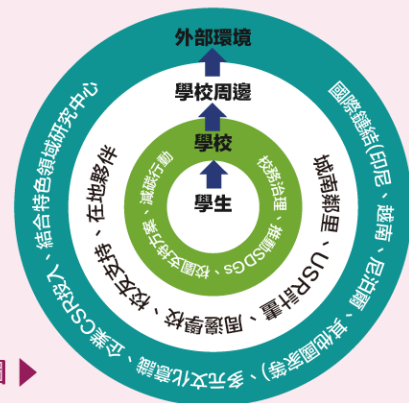 外部環境
學校周邊
學校
學生
國際鏈結(印尼、越南、尼泊爾、其他國家等)、多元文化意識、企業CSR投入、結合特色領域研究中心
城南鄰里、USR計畫、周邊學校、校友支持、在地夥伴
校務治理、推動SDGs、校園支持方案、減碳行動
圖